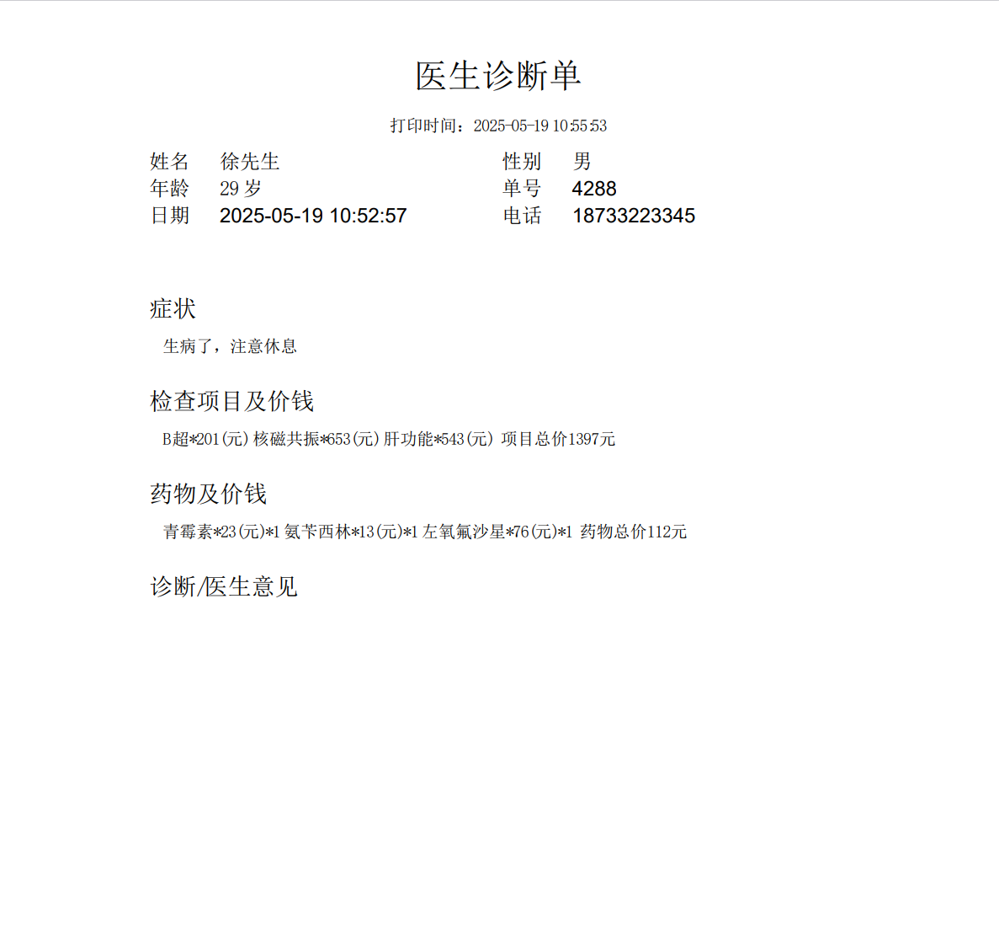 医生诊断单
打印时间：2025-05-19 10:55:53
姓名 徐先生 性别 男
年龄 29 岁 单号 4288
日期 2025-05-19 10:52:57 电话 18733223345
症状
生病了，注意休息
检查项目及价钱
B超*201(元) 核磁共振*653(元) 肝功能*543(元) 项目总价1397元
药物及价钱
青霉素*23(元)*1 氨苄西林*13(元)*1 左氧氟沙星*76(元)*1 药物总价112元
诊断/医生意见